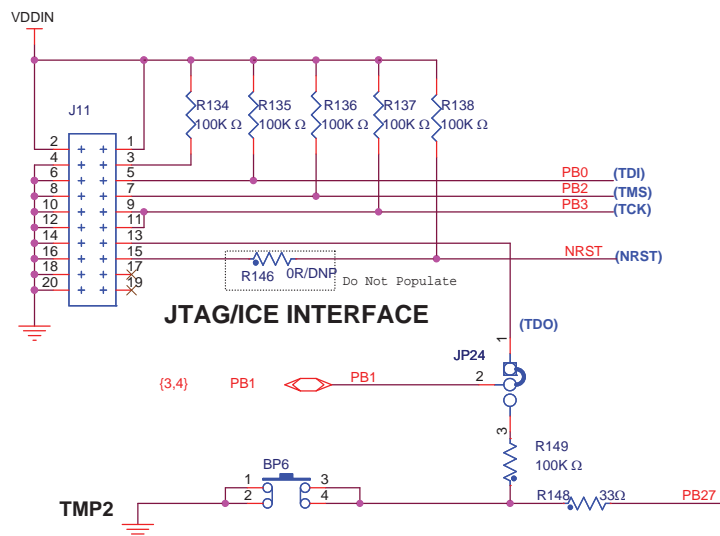 VDDIN
J11
R134
100K Ω
R135
100K Ω
R136
100K Ω
R137
100K Ω
R138
100K Ω
2 1
4 3
6 5
8 7
10 9
12 11
14 13
16 15
18 17
20 19
PB0 (TDI)
PB2 (TMS)
PB3 (TCK)
NRST (NRST)
R146 0R/DNP
Do Not Populate
JTAG/ICE INTERFACE
(TDO)
1
JP24
{3,4} PB1 PB1 2
3
R149
100K Ω
BP6
1 3
2 4
R148 33Ω PB27
TMP2